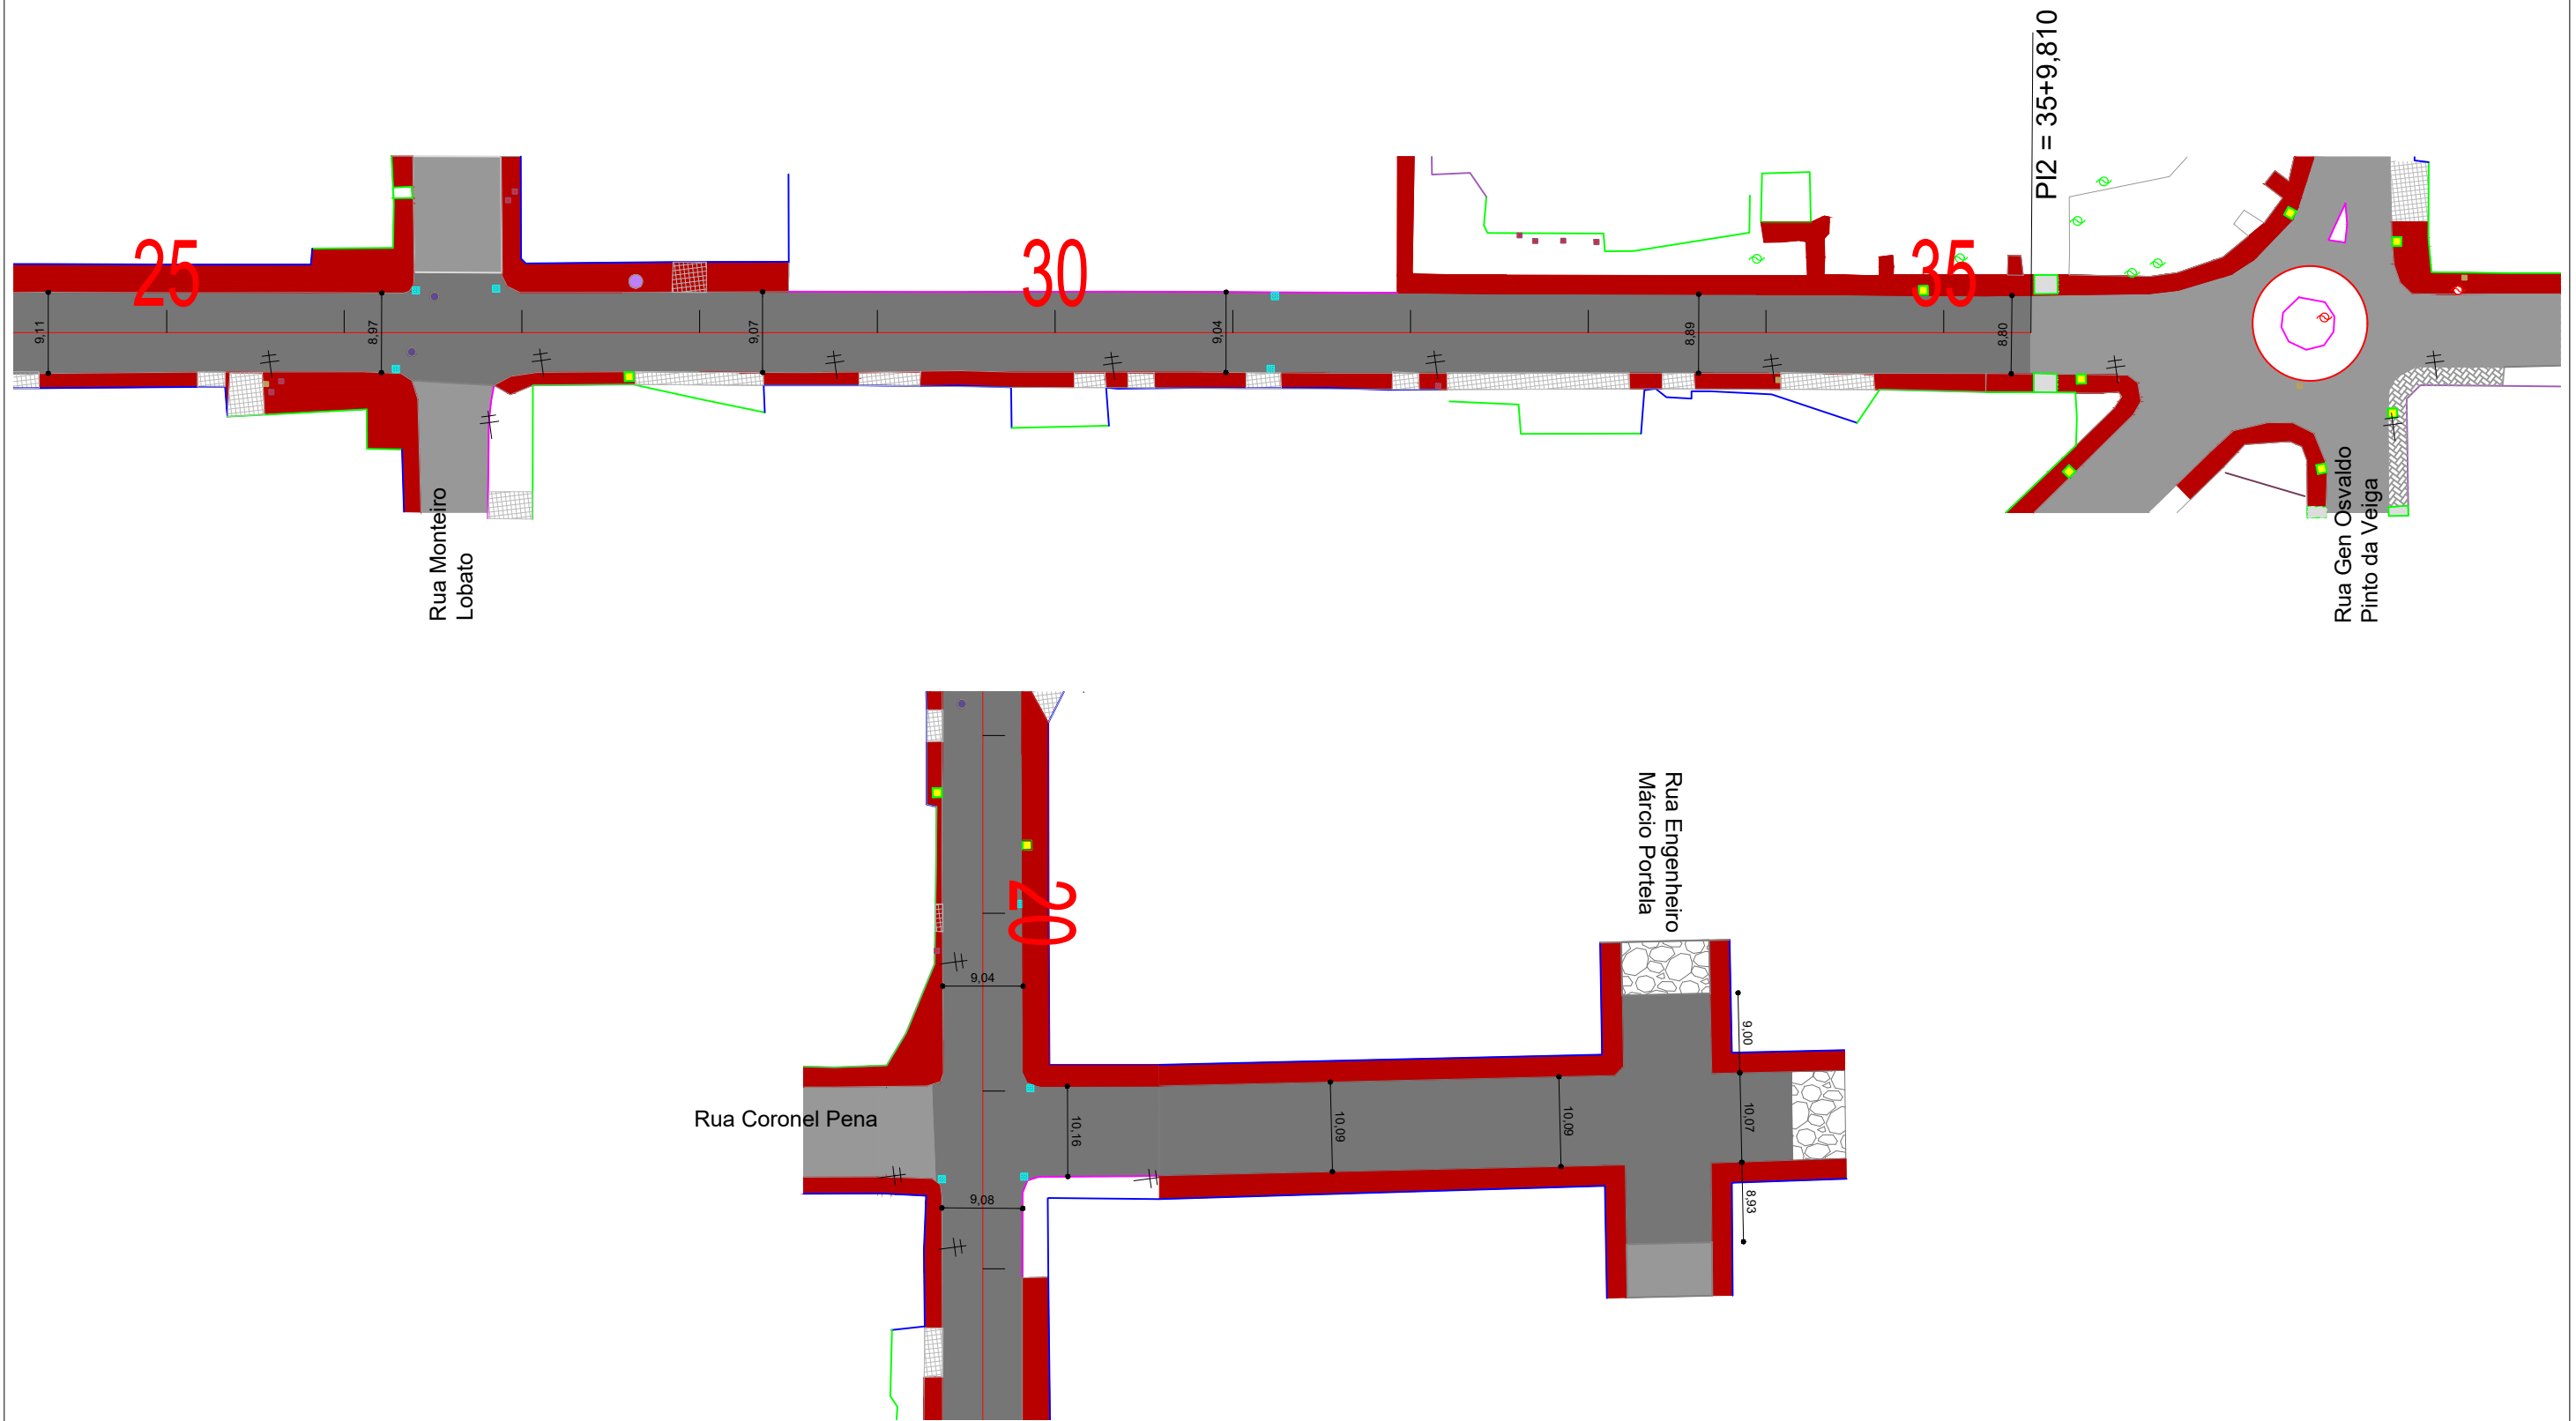 PI2 = 35+9,810
25
30
35
9,11
8,97
9,07
9,04
8,89
8,80
Rua Monteiro
Lobato
Rua Gen Osvaldo
Pinto da Veiga
20
9,04
Rua Engenheiro
Márcio Portela
Rua Coronel Pena
10,16
10,09
10,09
9,00
10,07
8,93
9,08